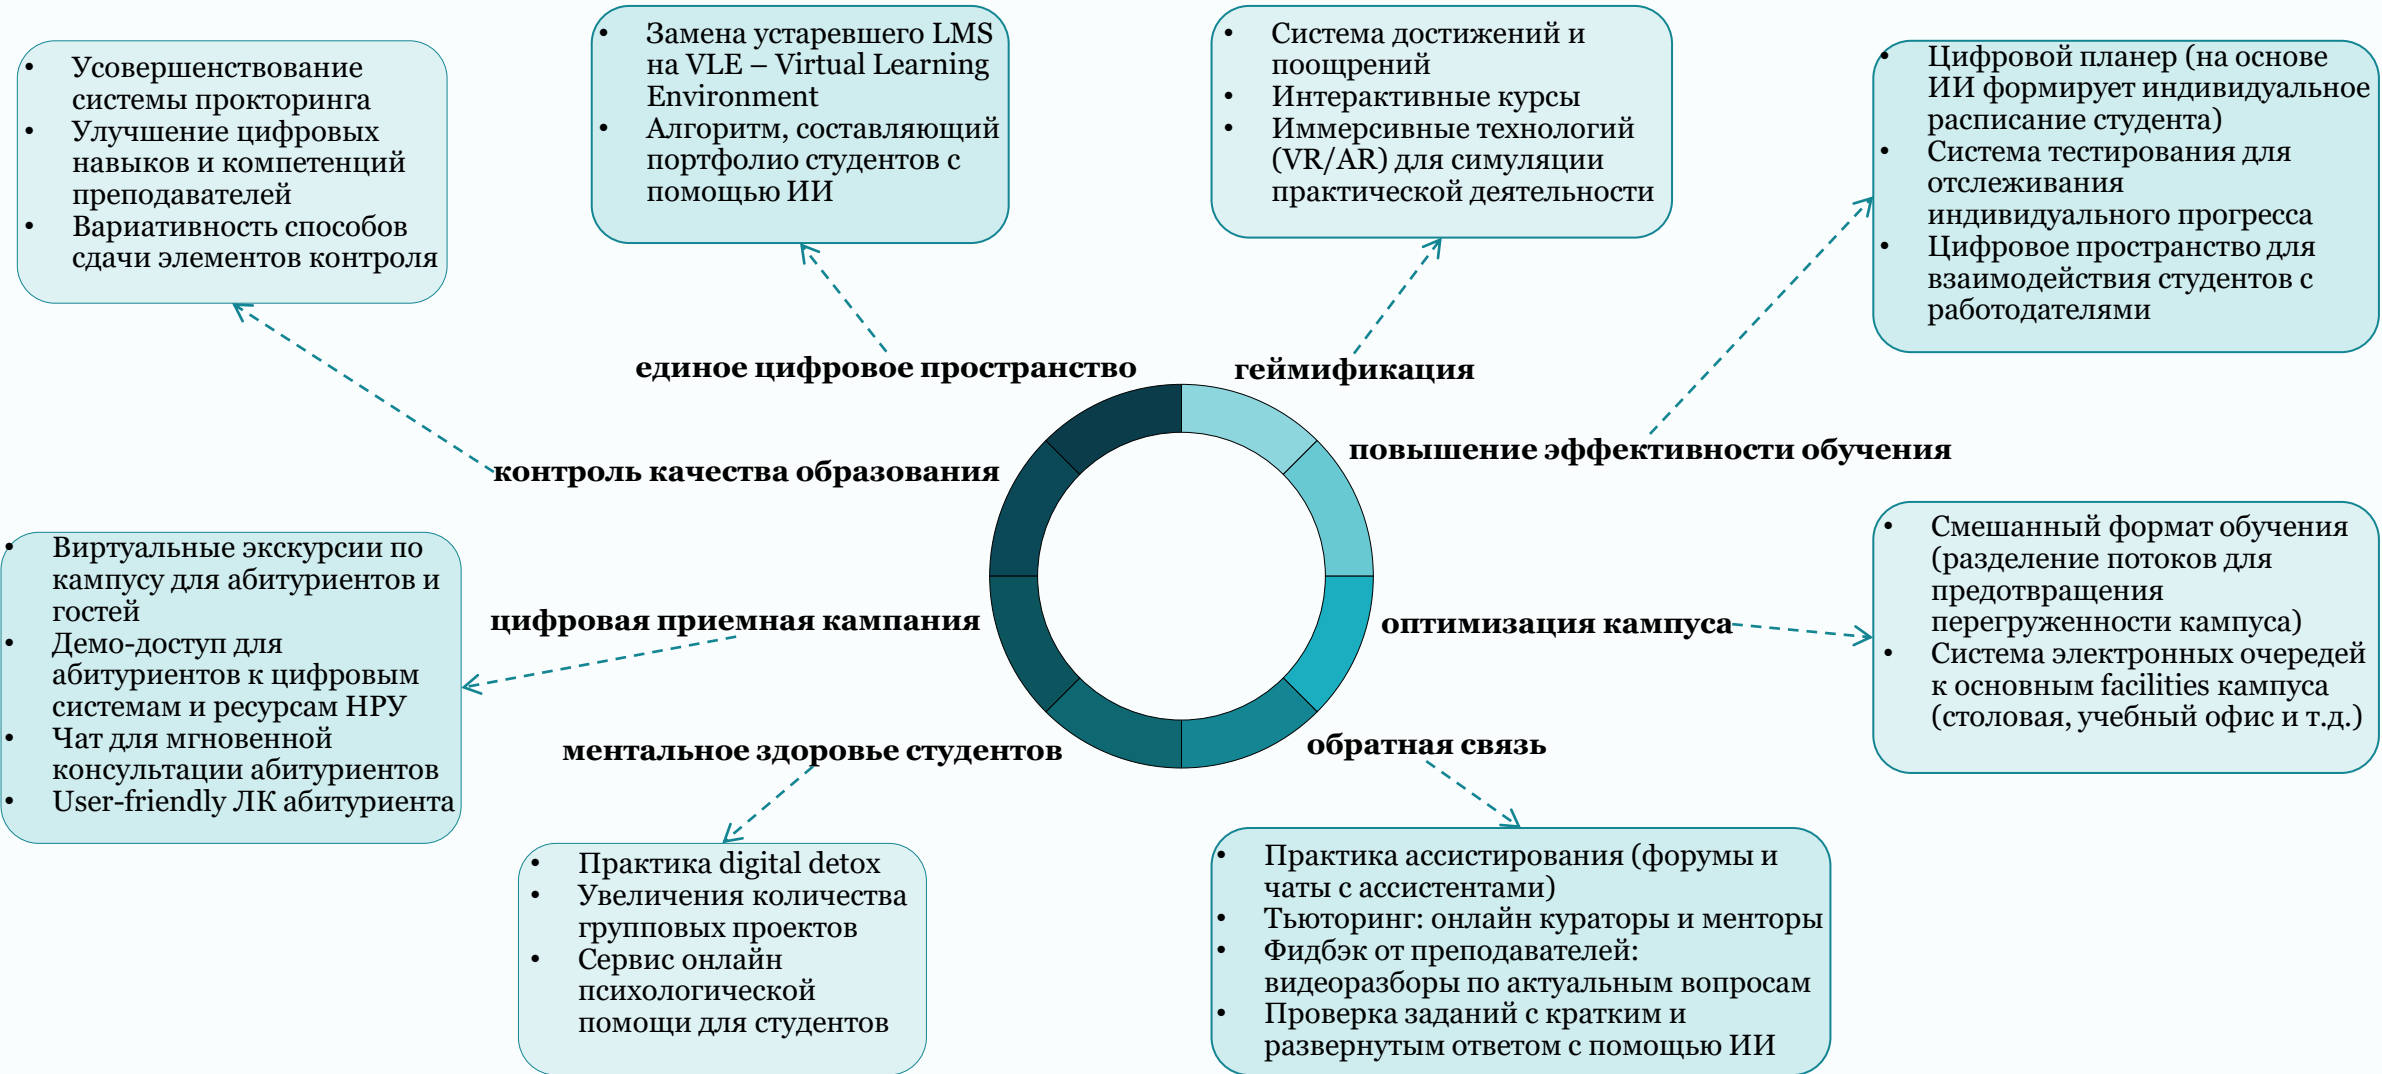 • Усовершенствование
системы прокторинга
• Улучшение цифровых
навыков и компетенций
преподавателей
• Вариативность способов
сдачи элементов контроля
• Замена устаревшего LMS
на VLE – Virtual Learning
Environment
• Алгоритм, составляющий
портфолио студентов с
помощью ИИ
• Система достижений и
поощрений
• Интерактивные курсы
• Иммерсивные технологий
(VR/AR) для симуляции
практической деятельности
• Цифровой планер (на основе
ИИ формирует индивидуальное
расписание студента)
• Система тестирования для
отслеживания
индивидуального прогресса
• Цифровое пространство для
взаимодействия студентов с
работодателями
единое цифровое пространство
геймификация
контроль качества образования
повышение эффективности обучения
• Виртуальные экскурсии по
кампусу для абитуриентов и
гостей
• Демо-доступ для
абитуриентов к цифровым
системам и ресурсам НРУ
• Чат для мгновенной
консультации абитуриентов
• User-friendly ЛК абитуриента
цифровая приемная кампания
оптимизация кампуса
• Смешанный формат обучения
(разделение потоков для
предотвращения
перегруженности кампуса)
• Система электронных очередей
к основным facilities кампуса
(столовая, учебный офис и т.д.)
ментальное здоровье студентов
обратная связь
• Практика digital detox
• Увеличения количества
групповых проектов
• Сервис онлайн
психологической
помощи для студентов
• Практика ассистирования (форумы и
чаты с ассистентами)
• Тьюторинг: онлайн кураторы и менторы
• Фидбэк от преподавателей:
видеоразборы по актуальным вопросам
• Проверка заданий с кратким и
развернутым ответом с помощью ИИ